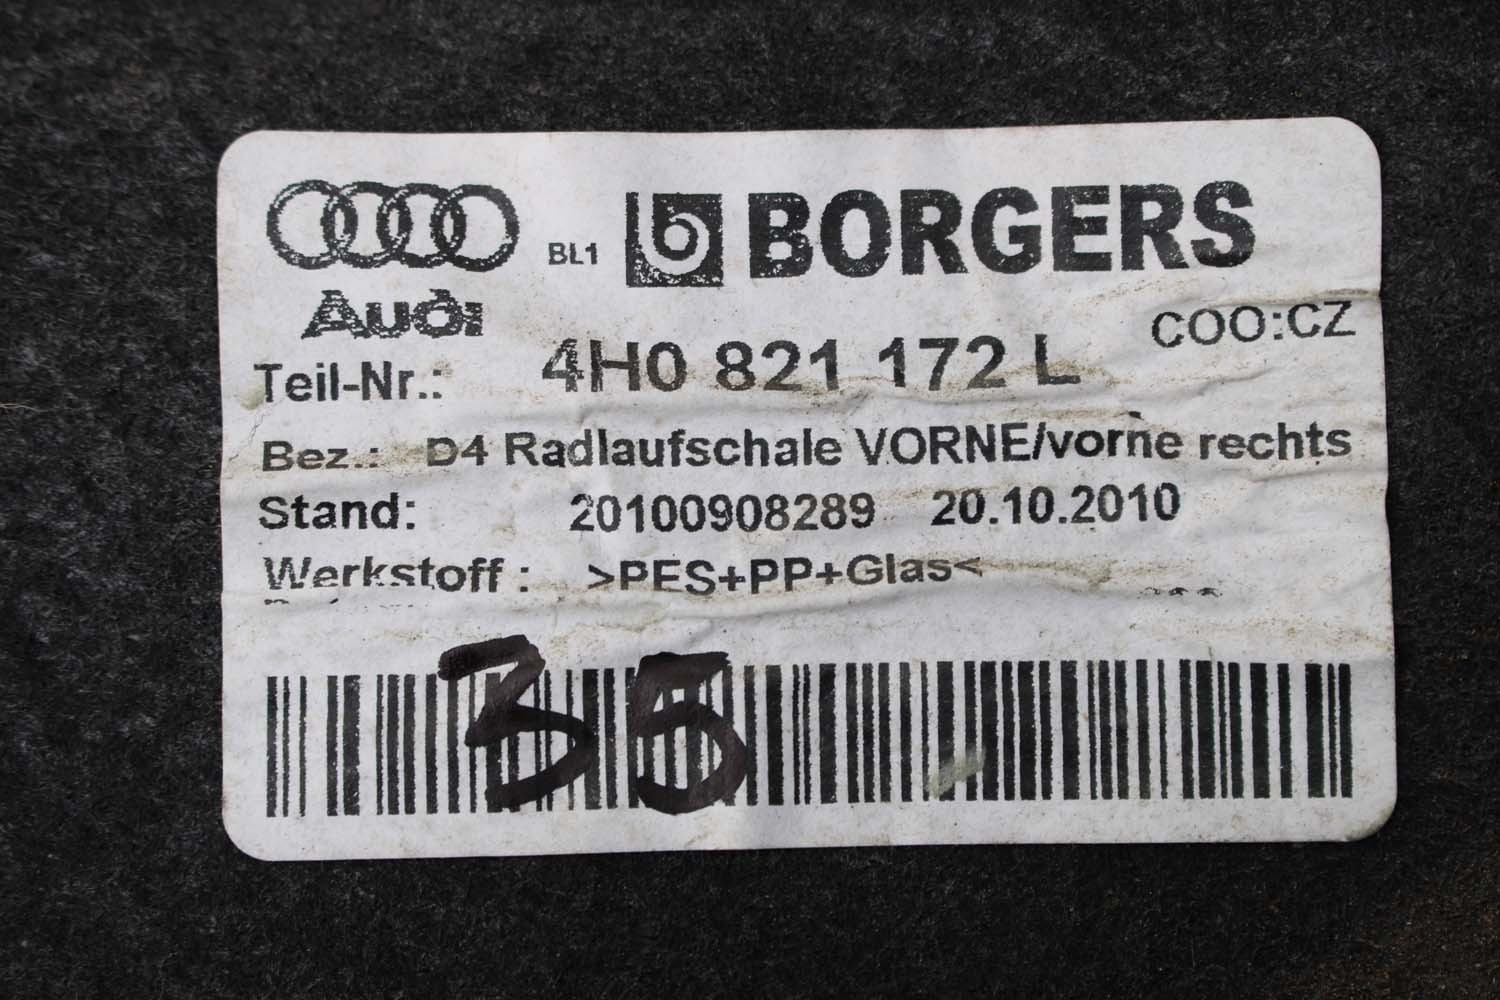 BL1 BORGERS
Audi
COO:CZ
Teil-Nr.: 4H0 821 172 L
Bez.: D4 Radlaufschale VORNE/vorne rechts
Stand: 20100908289 20.10.2010
Werkstoff : >PES+PP+Glas<
35